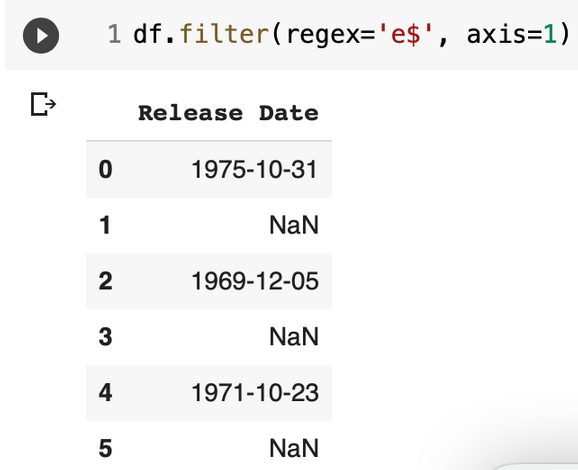 1 df.filter(regex='e$', axis=1)
Release Date
0 1975-10-31
1 NaN
2 1969-12-05
3 NaN
4 1971-10-23
5 NaN